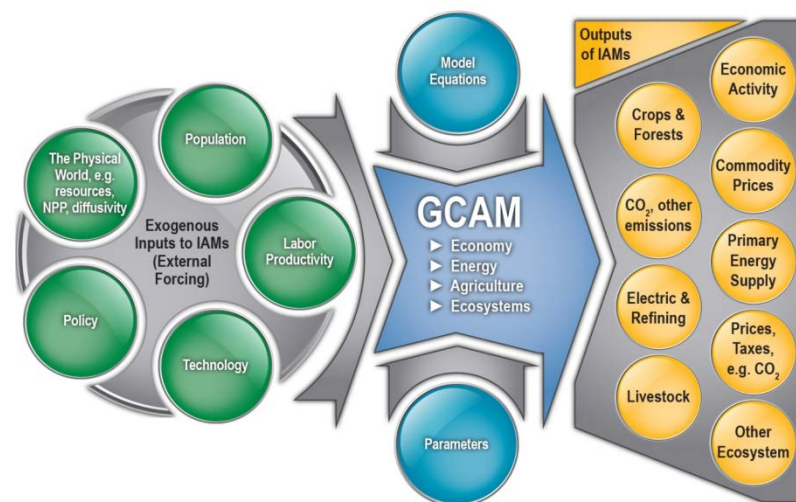 Population
The Physical
World, e.g.
resources,
NPP, diffusivity
Exogenous
Inputs to IAMs
(External
Forcing)
Labor
Productivity
Policy
Technology
Model
Equations
GCAM
► Economy
► Energy
► Agriculture
► Ecosystems
Parameters
Outputs
of IAMs
Economic
Activity
Crops &
Forests
Commodity
Prices
CO₂, other
emissions
Primary
Energy
Supply
Electric &
Refining
Prices,
Taxes,
e.g. CO₂
Livestock
Other
Ecosystem